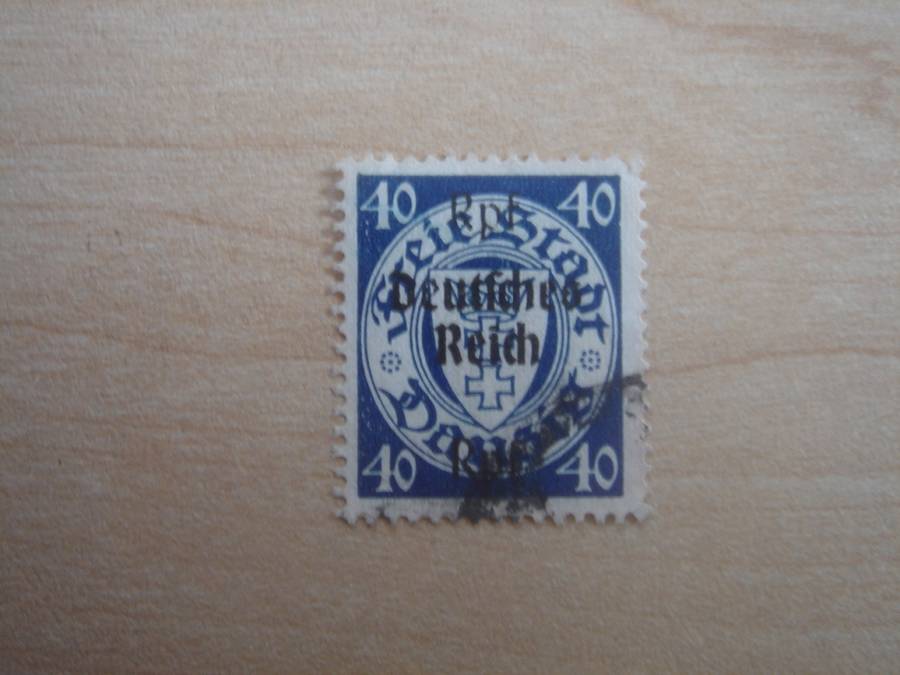 40 Rpf 40
Freie Stadt
Deutsches
Reich
Danzig
40 Rpf 40